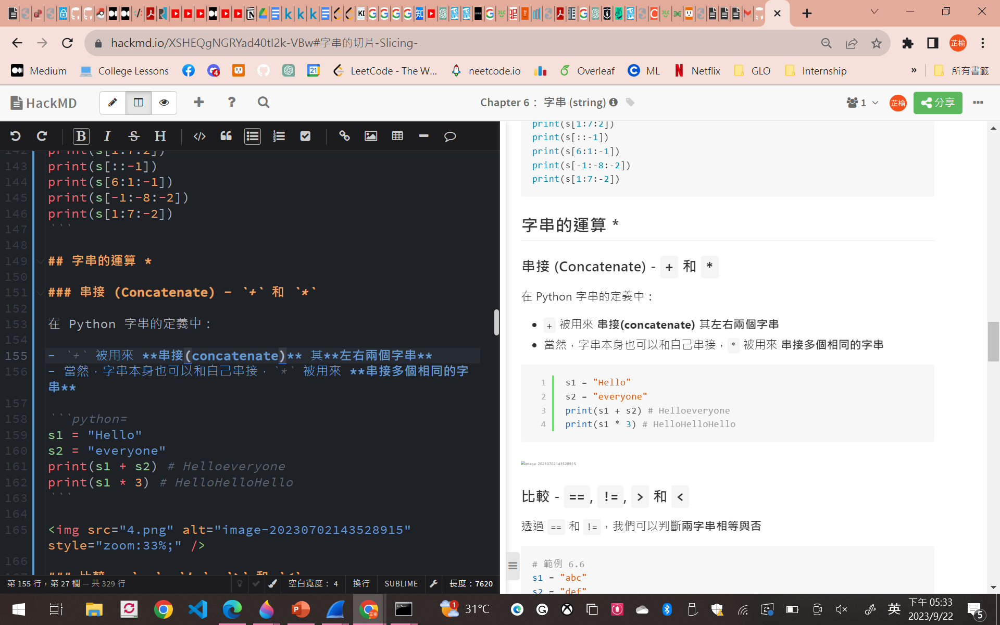 hackmd.io/XSHEQgNGRYad40tI2k-VBw#字串的切片-Slicing-
芷榆
Medium
College Lessons
4
21
LeetCode - The W...
neetcode.io
Overleaf
ML
Netflix
GLO
Internship
»
所有書籤
HackMD
Chapter 6： 字串 (string)
1
芷榆
分享
B I S H
142 print(s[1:7:2])
143 print(s[::-1])
144 print(s[6:1:-1])
145 print(s[-1:-8:-2])
146 print(s[1:7:-2])
147 ```
148
149 ## 字串的運算 *
150
151 ### 串接 (Concatenate) - `+` 和 `*`
152
153 在 Python 字串的定義中：
154
155 - `+` 被用來 **串接(concatenate)** 其**左右兩個字串**
156 - 當然，字串本身也可以和自己串接，`*` 被用來 **串接多個相同的字
串**
157
158 ```python=
159 s1 = "Hello"
160 s2 = "everyone"
161 print(s1 + s2) # Helloeveryone
162 print(s1 * 3) # HelloHelloHello
163 ```
164
165 <img src="4.png" alt="image-20230702143528915"
style="zoom:33%;" />
166
第 155 行，第 27 欄 — 共 329 行
空白寬度： 4
換行
SUBLIME
長度：7620
print(s[1:7:2])
print(s[::-1])
print(s[6:1:-1])
print(s[-1:-8:-2])
print(s[1:7:-2])
字串的運算 *
串接 (Concatenate) - + 和 *
在 Python 字串的定義中：
+ 被用來 串接(concatenate) 其左右兩個字串
當然，字串本身也可以和自己串接， * 被用來 串接多個相同的字串
1 s1 = "Hello"
2 s2 = "everyone"
3 print(s1 + s2) # Helloeveryone
4 print(s1 * 3) # HelloHelloHello
image-20230702143528915
比較 - ==, !=, > 和 <
透過 == 和 != ，我們可以判斷兩字串相等與否
# 範例 6.6
s1 = "abc"
s2 = "def"
芷榆
1
31°C
英
下午 05:33
2023/9/22
5